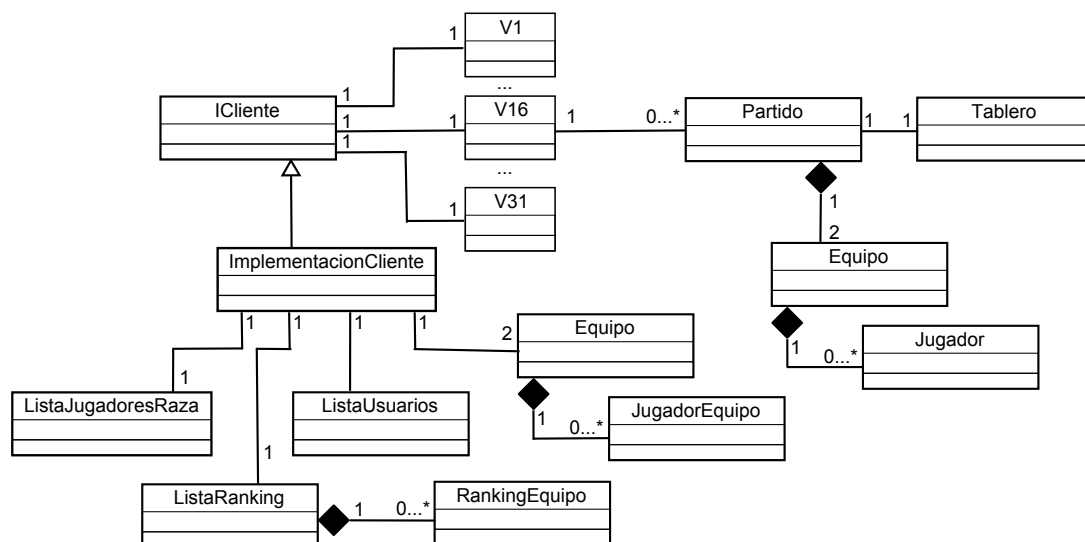 V1
1
...
1
ICliente
V16
Partido
Tablero
1
1
1
0...*
1
1
1
...
V31
1
1
2
ImplementacionCliente
Equipo
1
1
1
1
2
Equipo
1
0...*
Jugador
1
ListaJugadoresRaza
ListaUsuarios
1
0...*
JugadorEquipo
1
ListaRanking
1
0...*
RankingEquipo